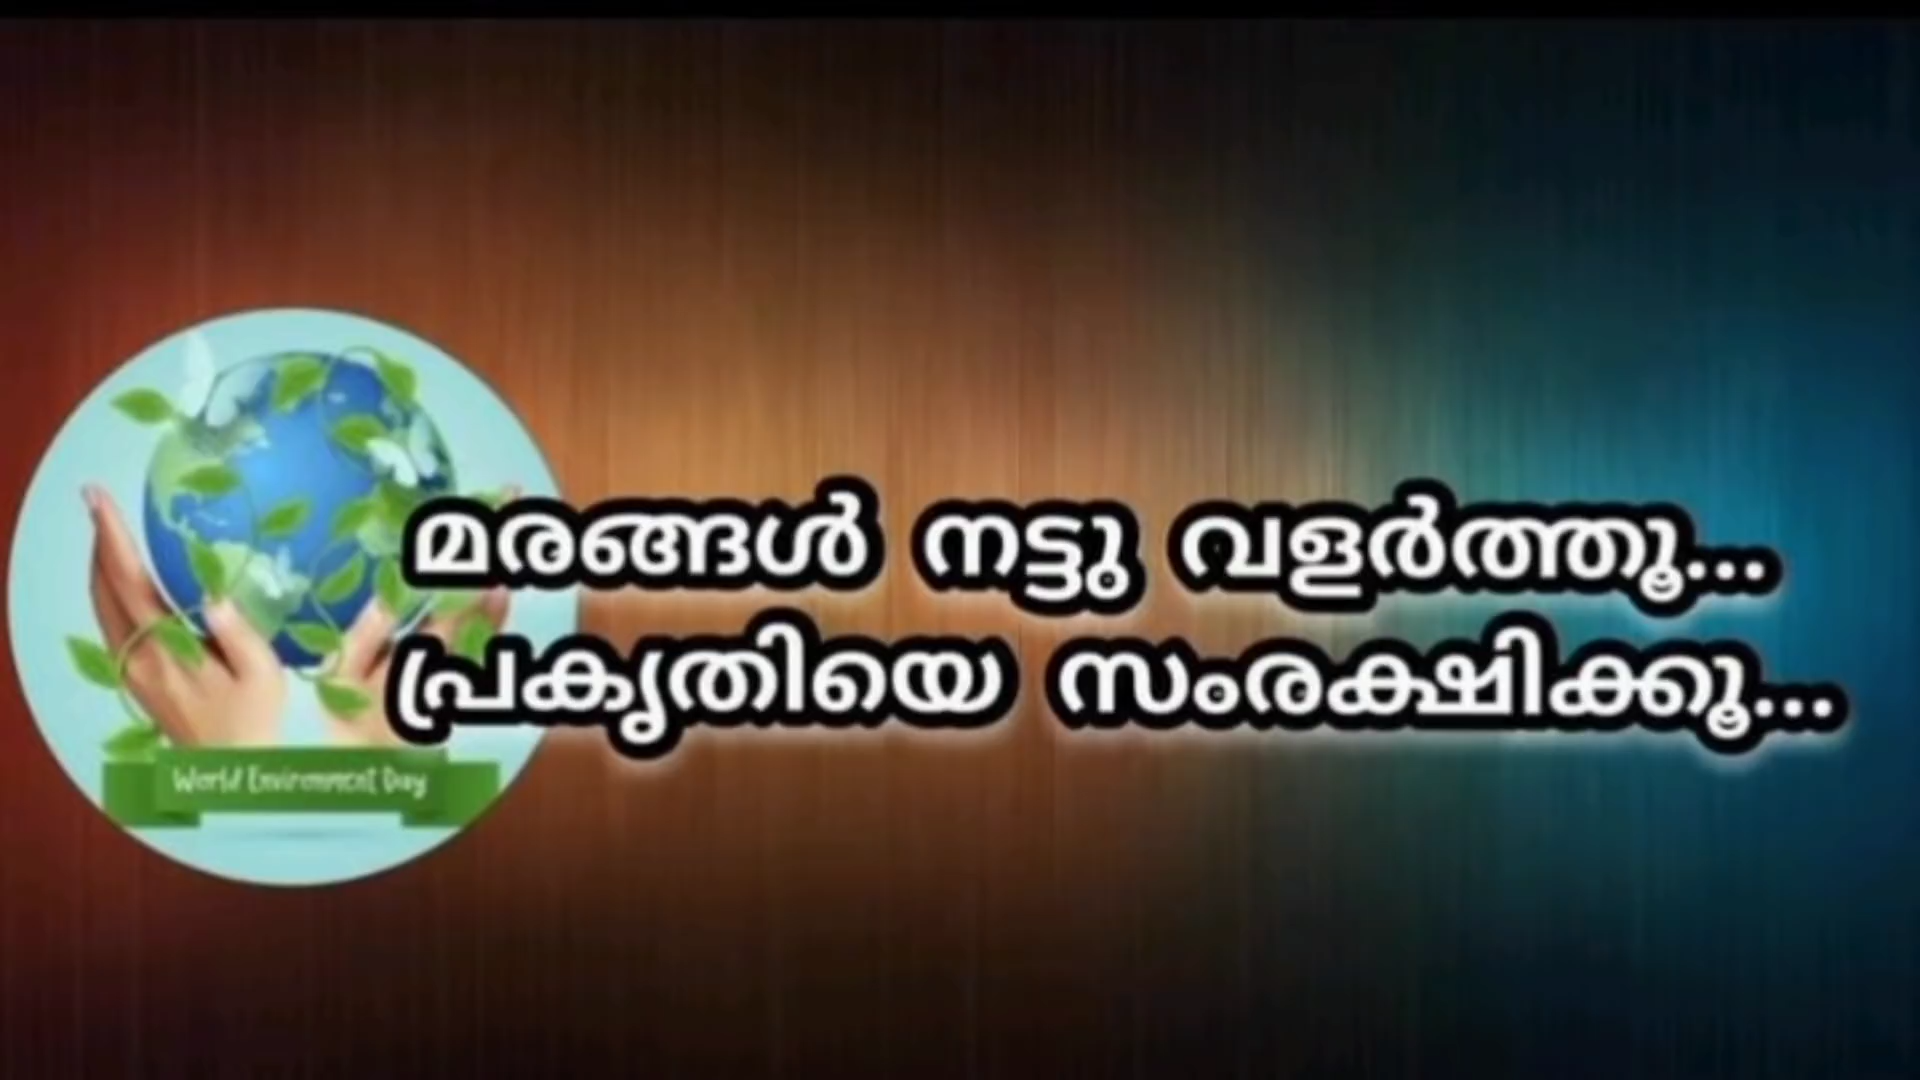 മരങ്ങൾ നട്ടു വളർത്തൂ...
പ്രകൃതിയെ സംരക്ഷിക്കൂ...
World Environment Day